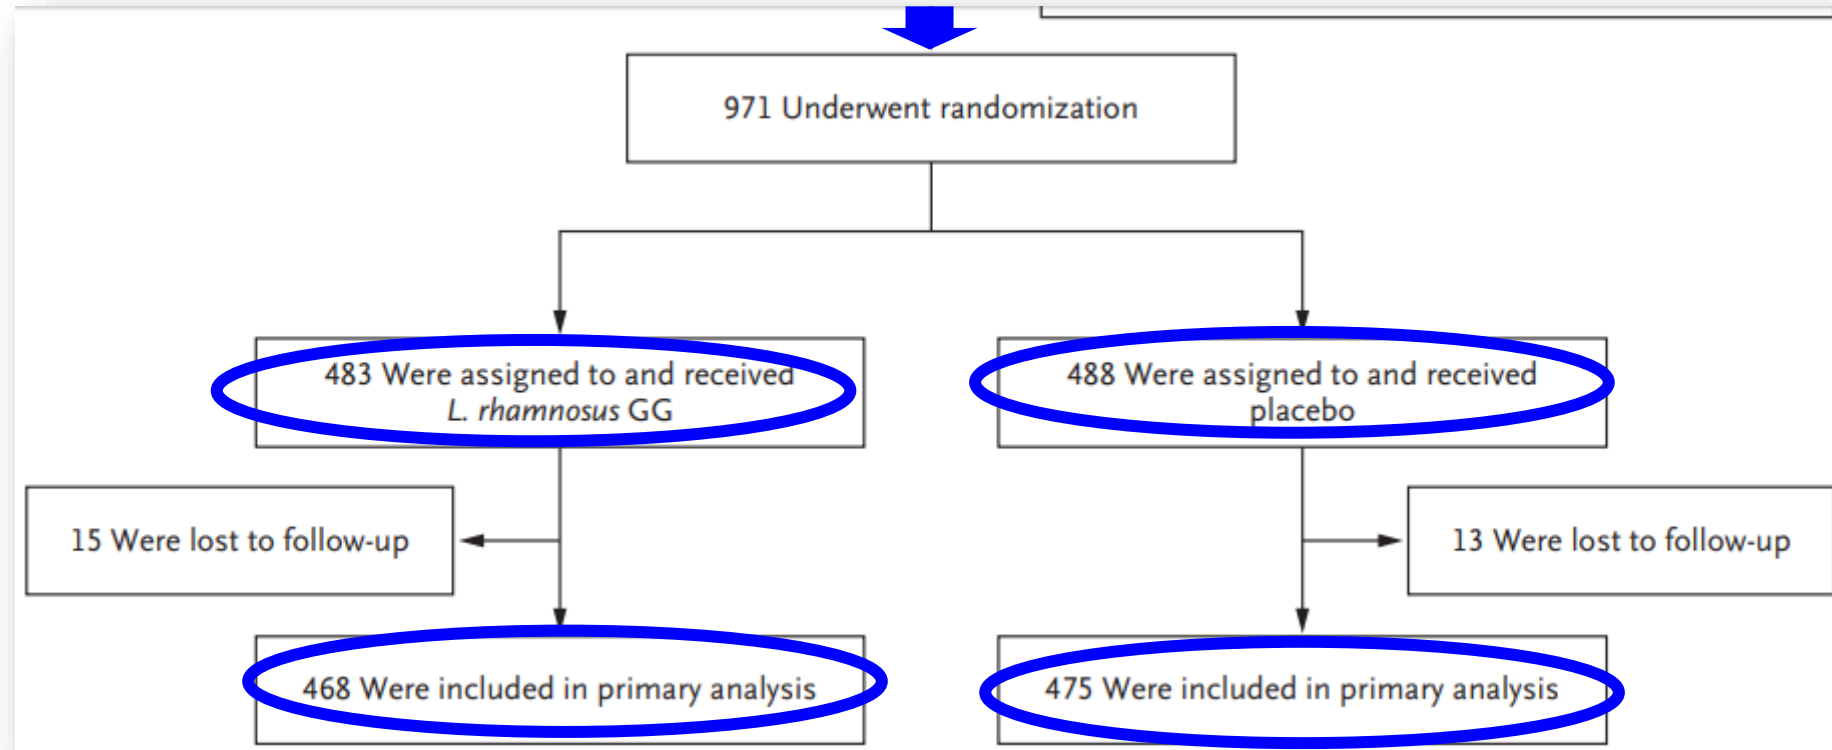 971 Underwent randomization
483 Were assigned to and received
L. rhamnosus GG
488 Were assigned to and received
placebo
15 Were lost to follow-up
13 Were lost to follow-up
468 Were included in primary analysis
475 Were included in primary analysis